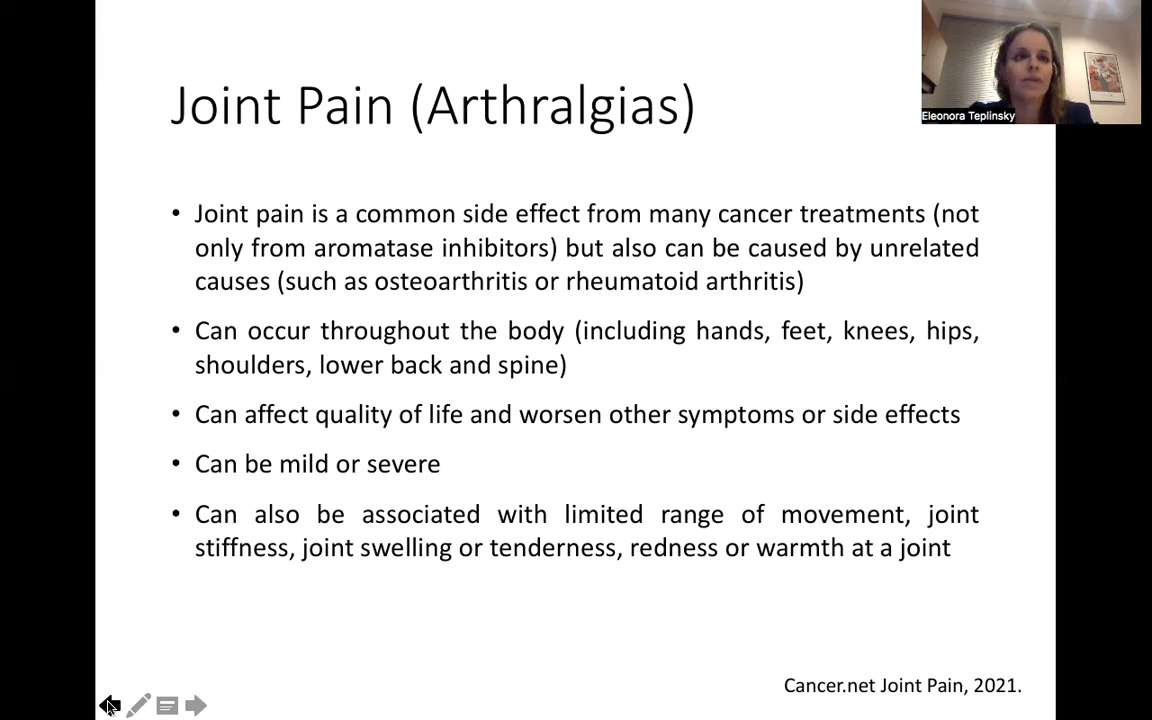 Joint Pain (Arthralgias)
Eleonora Teplinsky
• Joint pain is a common side effect from many cancer treatments (not
only from aromatase inhibitors) but also can be caused by unrelated
causes (such as osteoarthritis or rheumatoid arthritis)
• Can occur throughout the body (including hands, feet, knees, hips,
shoulders, lower back and spine)
• Can affect quality of life and worsen other symptoms or side effects
• Can be mild or severe
• Can also be associated with limited range of movement, joint
stiffness, joint swelling or tenderness, redness or warmth at a joint
Cancer.net Joint Pain, 2021.